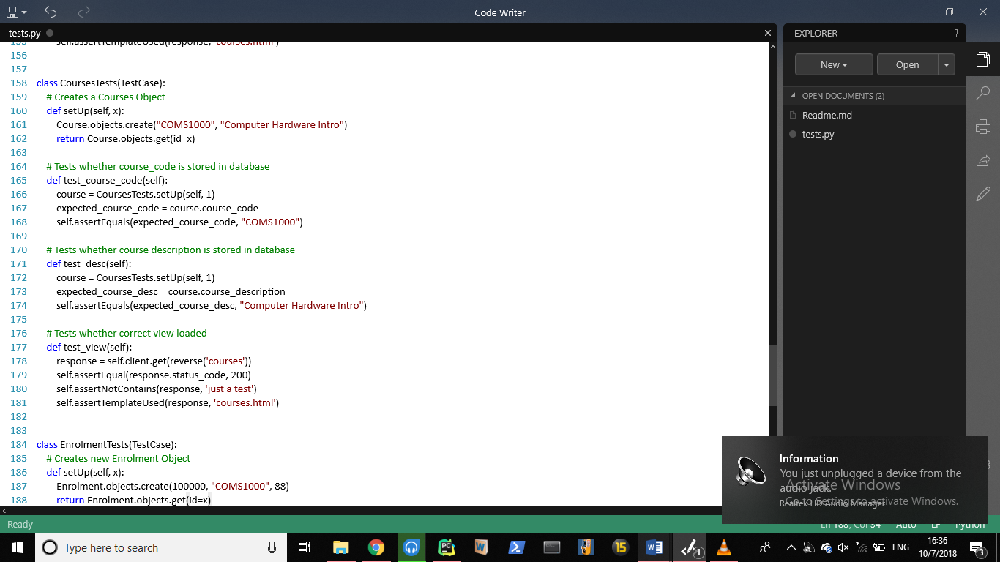 Code Writer
tests.py
155 self.assertTemplateUsed(response, 'courses.html')
156
157
158 class CoursesTests(TestCase):
159 # Creates a Courses Object
160 def setUp(self, x):
161 Course.objects.create("COMS1000", "Computer Hardware Intro")
162 return Course.objects.get(id=x)
163
164 # Tests whether course_code is stored in database
165 def test_course_code(self):
166 course = CoursesTests.setUp(self, 1)
167 expected_course_code = course.course_code
168 self.assertEquals(expected_course_code, "COMS1000")
169
170 # Tests whether course description is stored in database
171 def test_desc(self):
172 course = CoursesTests.setUp(self, 1)
173 expected_course_desc = course.course_description
174 self.assertEquals(expected_course_desc, "Computer Hardware Intro")
175
176 # Tests whether correct view loaded
177 def test_view(self):
178 response = self.client.get(reverse('courses'))
179 self.assertEqual(response.status_code, 200)
180 self.assertNotContains(response, 'just a test')
181 self.assertTemplateUsed(response, 'courses.html')
182
183
184 class EnrolmentTests(TestCase):
185 # Creates new Enrolment Object
186 def setUp(self, x):
187 Enrolment.objects.create(100000, "COMS1000", 88)
188 return Enrolment.objects.get(id=x)
EXPLORER
New
Open
OPEN DOCUMENTS (2)
Readme.md
tests.py
Information
You just unplugged a device from the
audio jack.
Realtek HD Audio Manager
Activate Windows
Go to Settings to activate Windows.
Ready
Ln 188, Col 34 Auto LF Python
Type here to search
PC
W
15
W
1
ENG
16:36
10/7/2018
3